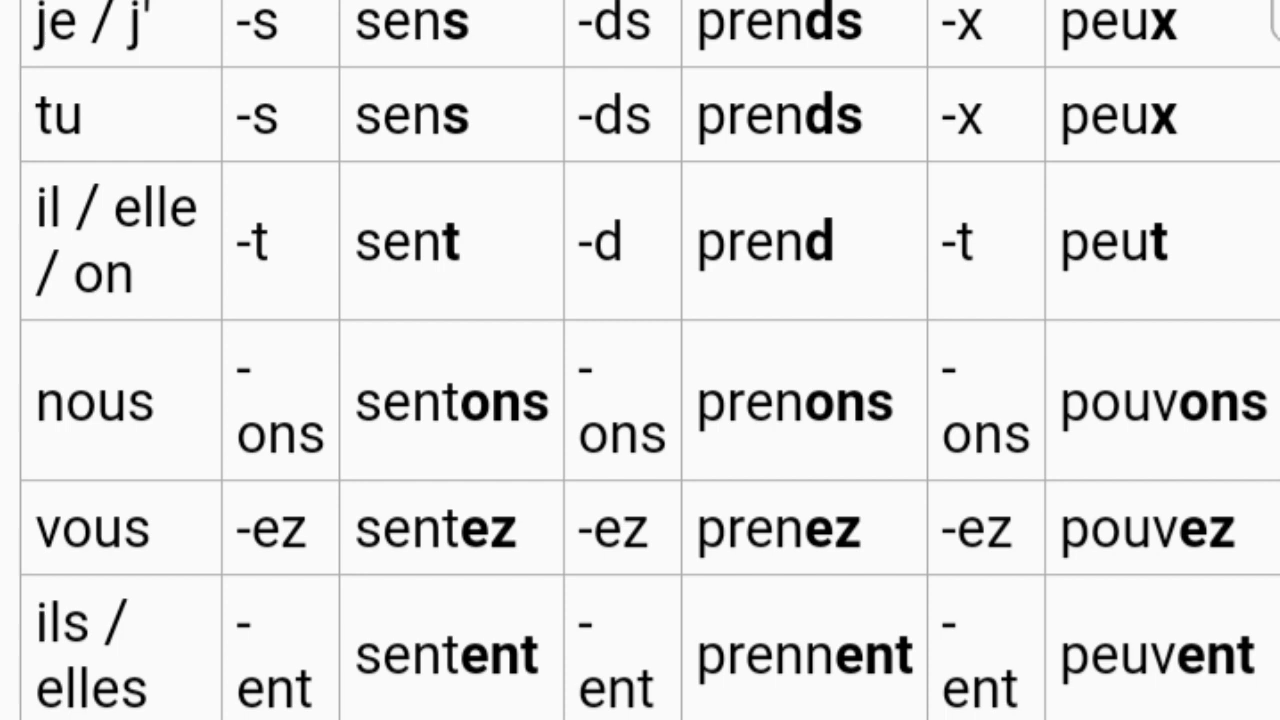 je / j' -s sens -ds prends -x peux
tu -s sens -ds prends -x peux
il / elle
/ on -t sent -d prend -t peut
nous -
ons sentons -
ons prenons -
ons pouvons
vous -ez sentez -ez prenez -ez pouvez
ils /
elles -
ent sentent -
ent prennent -
ent peuvent